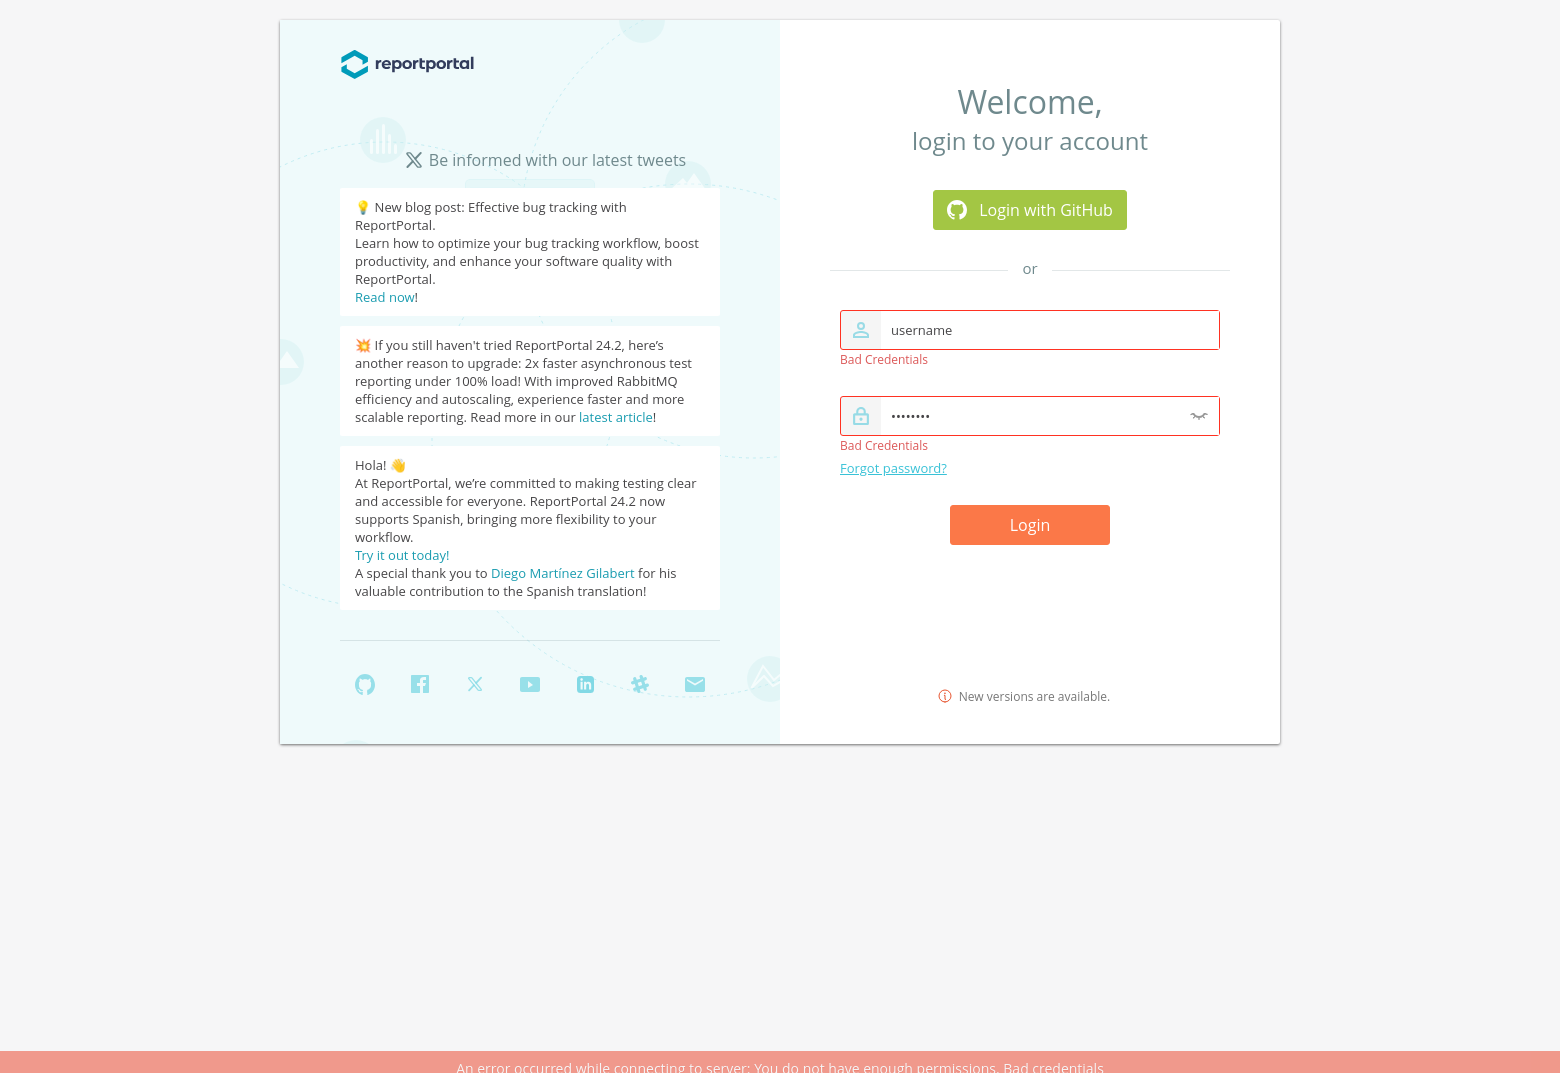 reportportal
Be informed with our latest tweets
💡 New blog post: Effective bug tracking with
ReportPortal.
Learn how to optimize your bug tracking workflow, boost
productivity, and enhance your software quality with
ReportPortal.
Read now!
💥 If you still haven't tried ReportPortal 24.2, here’s
another reason to upgrade: 2x faster asynchronous test
reporting under 100% load! With improved RabbitMQ
efficiency and autoscaling, experience faster and more
scalable reporting. Read more in our latest article!
Hola! 👋
At ReportPortal, we’re committed to making testing clear
and accessible for everyone. ReportPortal 24.2 now
supports Spanish, bringing more flexibility to your
workflow.
Try it out today!
A special thank you to Diego Martínez Gilabert for his
valuable contribution to the Spanish translation!
Welcome,
login to your account
Login with GitHub
or
username
Bad Credentials
••••••••
Bad Credentials
Forgot password?
Login
New versions are available.
An error occurred while connecting to server: You do not have enough permissions. Bad credentials